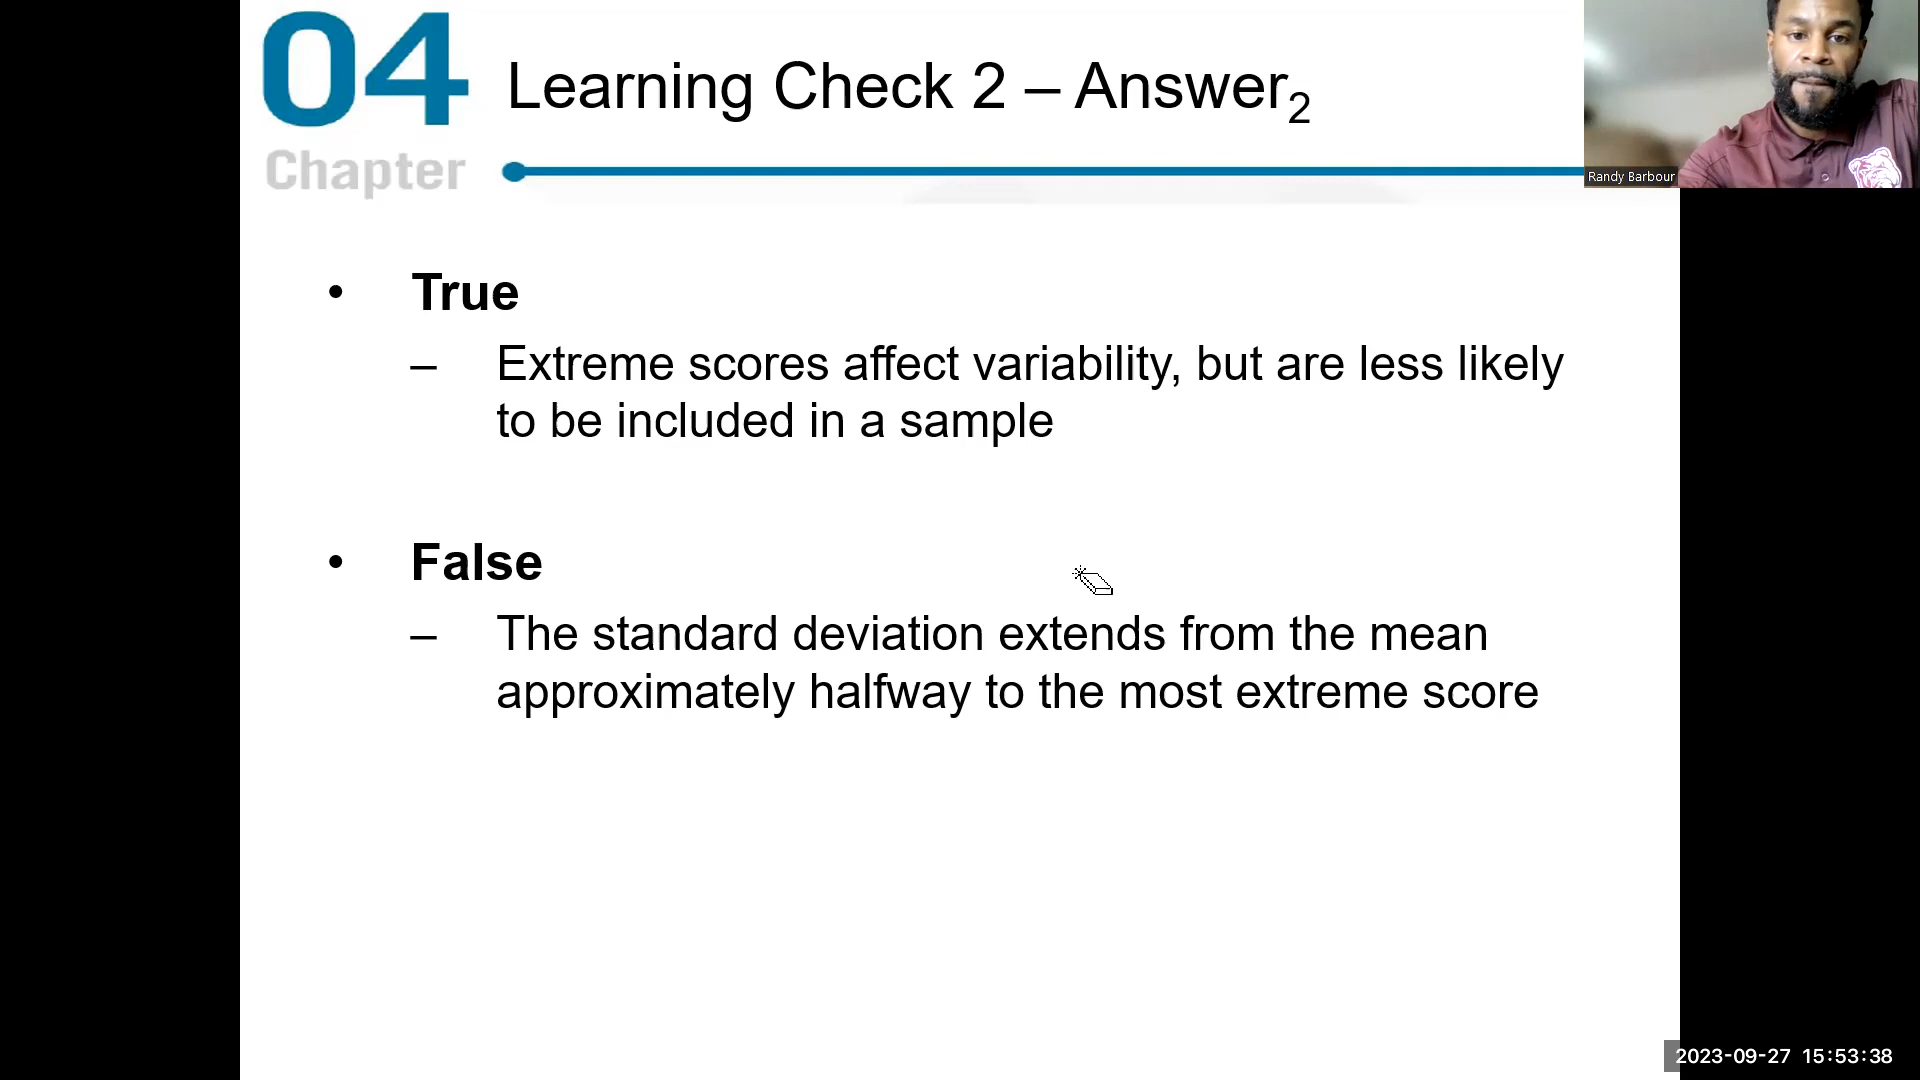 04
Chapter
Learning Check 2 – Answer2
Randy Barbour
• True
– Extreme scores affect variability, but are less likely
to be included in a sample
• False
– The standard deviation extends from the mean
approximately halfway to the most extreme score
2023-09-27 15:53:38